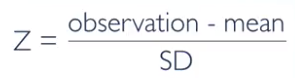 Z = observation - mean
SD